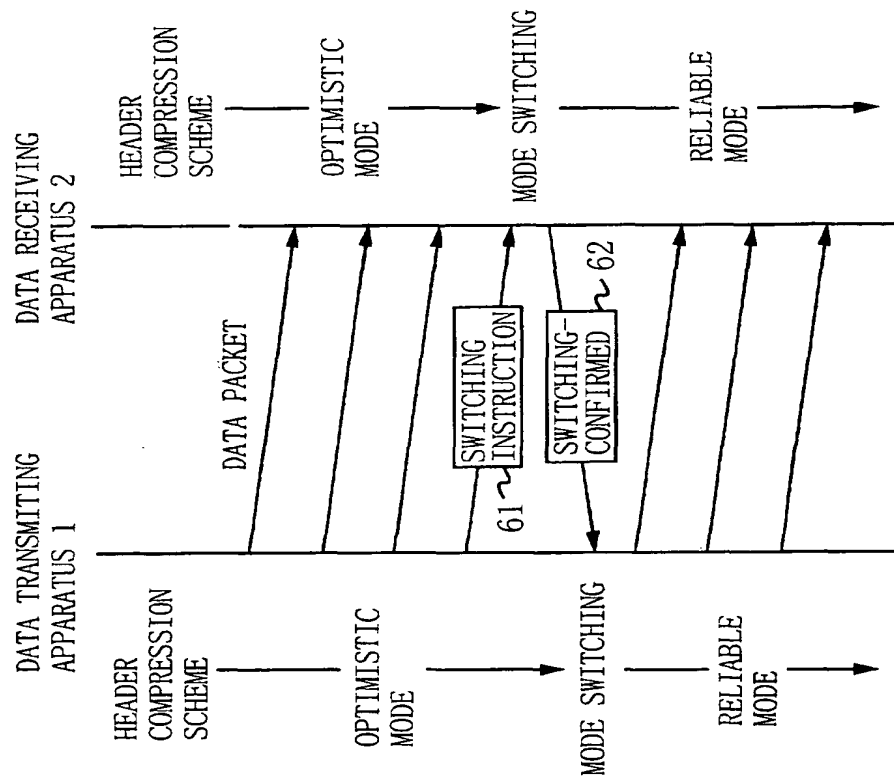 DATA TRANSMITING
APPARATUS 1
DATA RECEIVING
APPARATUS 2
HEADER
COMPRESSION
SCHEME
HEADER
COMPRESSION
SCHEME
DATA PACKET
OPTIMISTIC
MODE
OPTIMISTIC
MODE
61
SWITCHING
INSTRUCTION
SWITCHING-
CONFIRMED
62
MODE SWITCHING
MODE SWITCHING
RELIABLE
MODE
RELIABLE
MODE